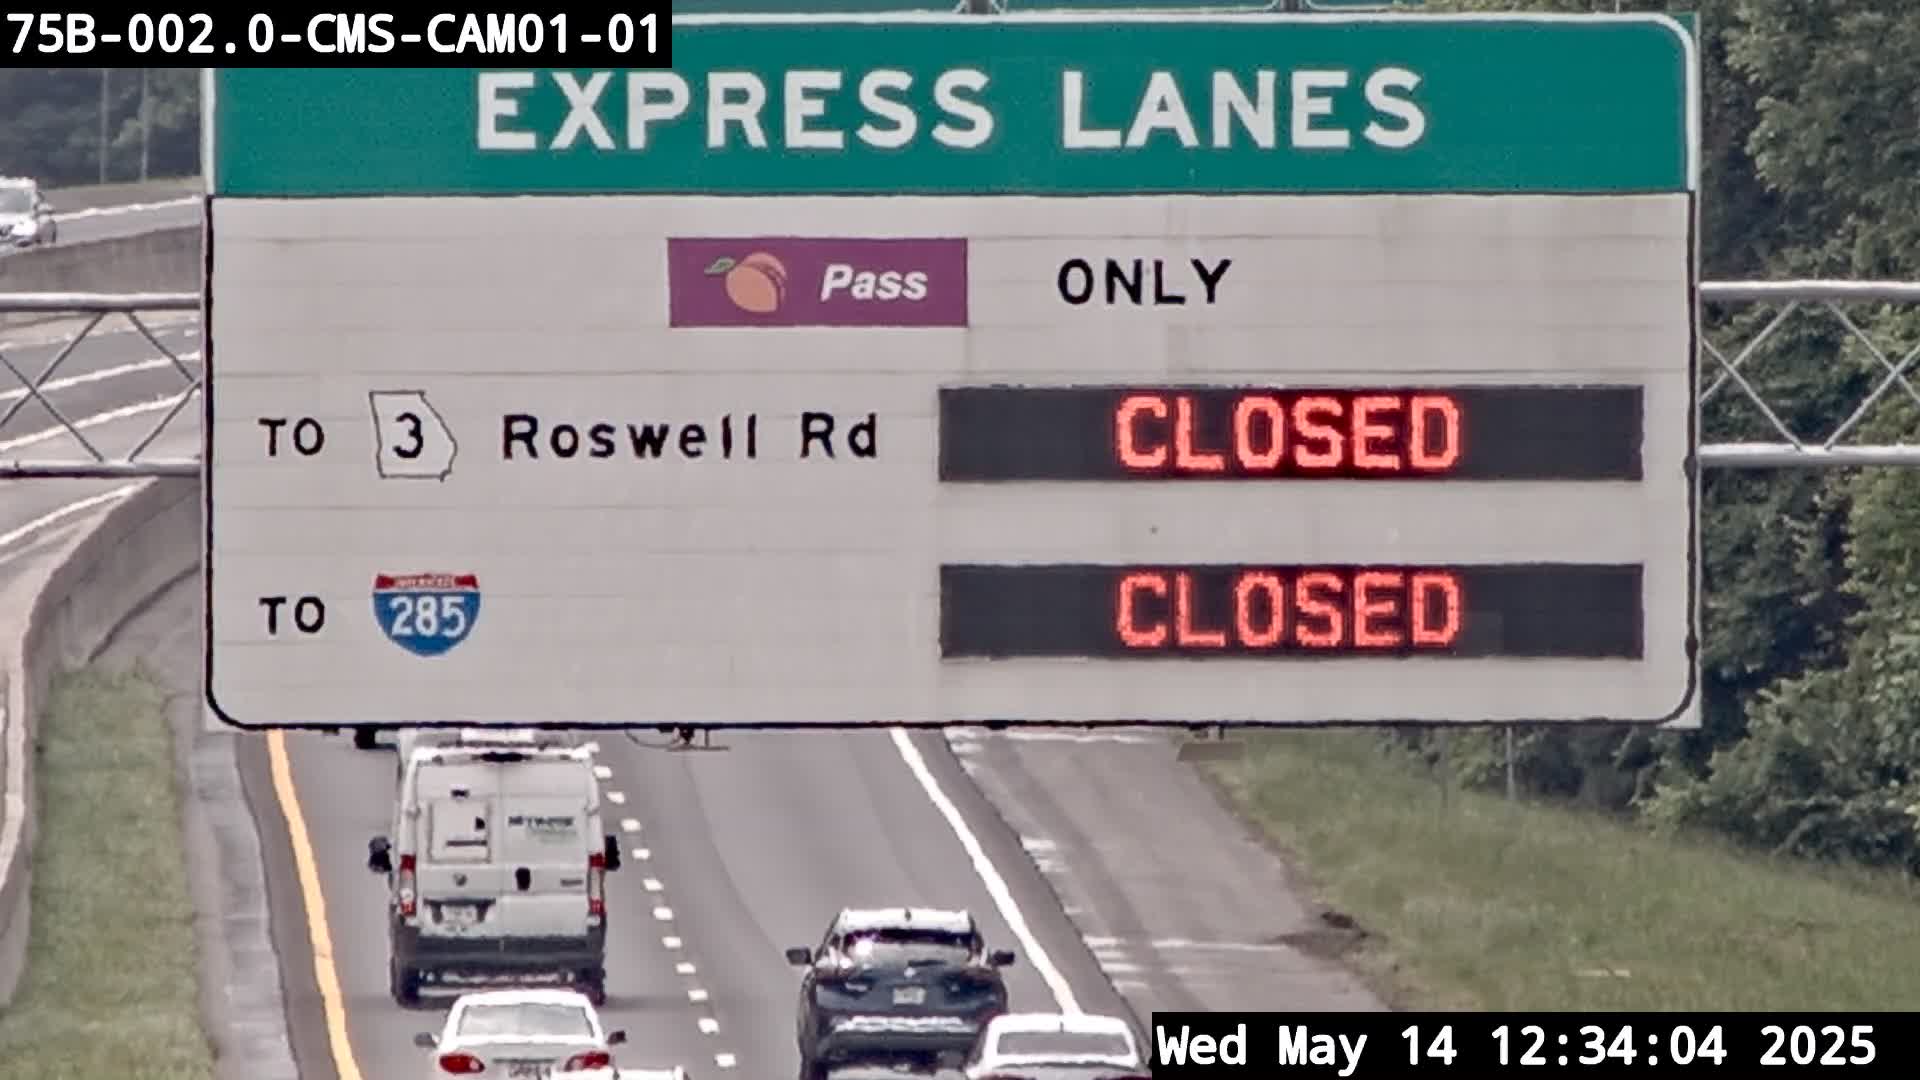 75B-002.0-CMS-CAM01-01
EXPRESS LANES
Pass ONLY
TO 3 Roswell Rd CLOSED
TO 285 CLOSED
Wed May 14 12:34:04 2025